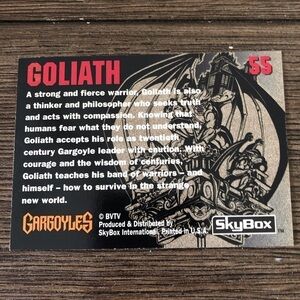 GOLIATH
55
A strong and fierce warrior, Goliath is also
a thinker and philosopher who seeks truth
and acts with compassion. Knowing that
humans fear what they do not understand,
Goliath accepts his role as twentieth
century Gargoyle leader with caution. With
courage and the wisdom of centuries,
Goliath teaches his band of warriors – and
himself – how to survive in the strange
new world.
GARGOYLES
© BVTV
Produced & Distributed by
SkyBox International. Printed in U.S.A.
SkyBox
TM